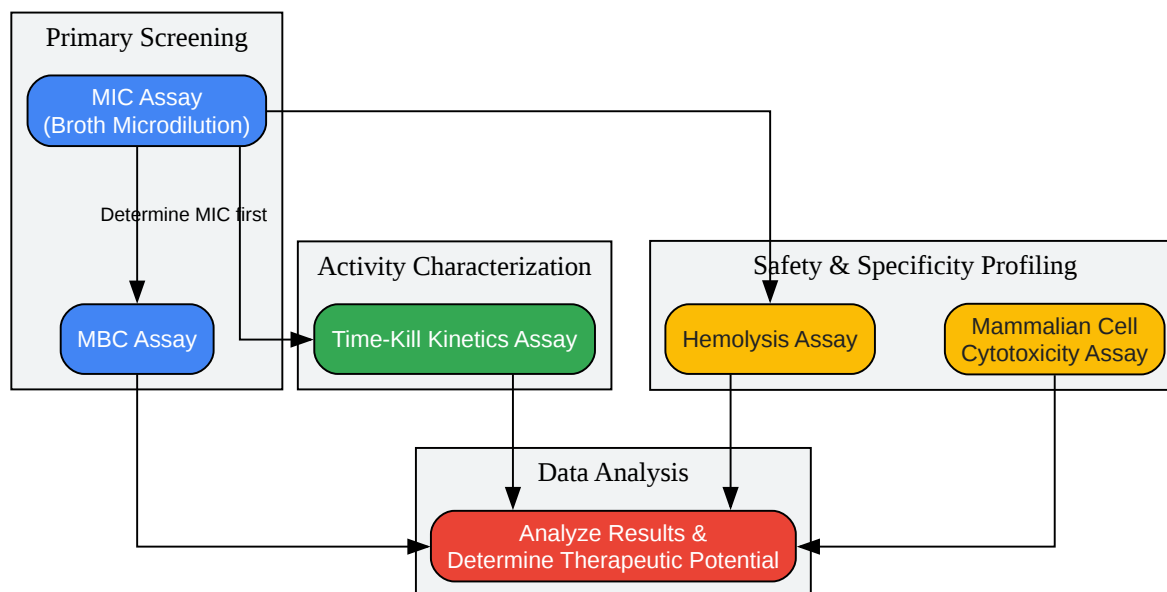 Primary Screening
MIC Assay
(Broth Microdilution)
Determine MIC first
MBC Assay
Activity Characterization
Time-Kill Kinetics Assay
Safety & Specificity Profiling
Hemolysis Assay
Mammalian Cell
Cytotoxicity Assay
Data Analysis
Analyze Results &
Determine Therapeutic Potential